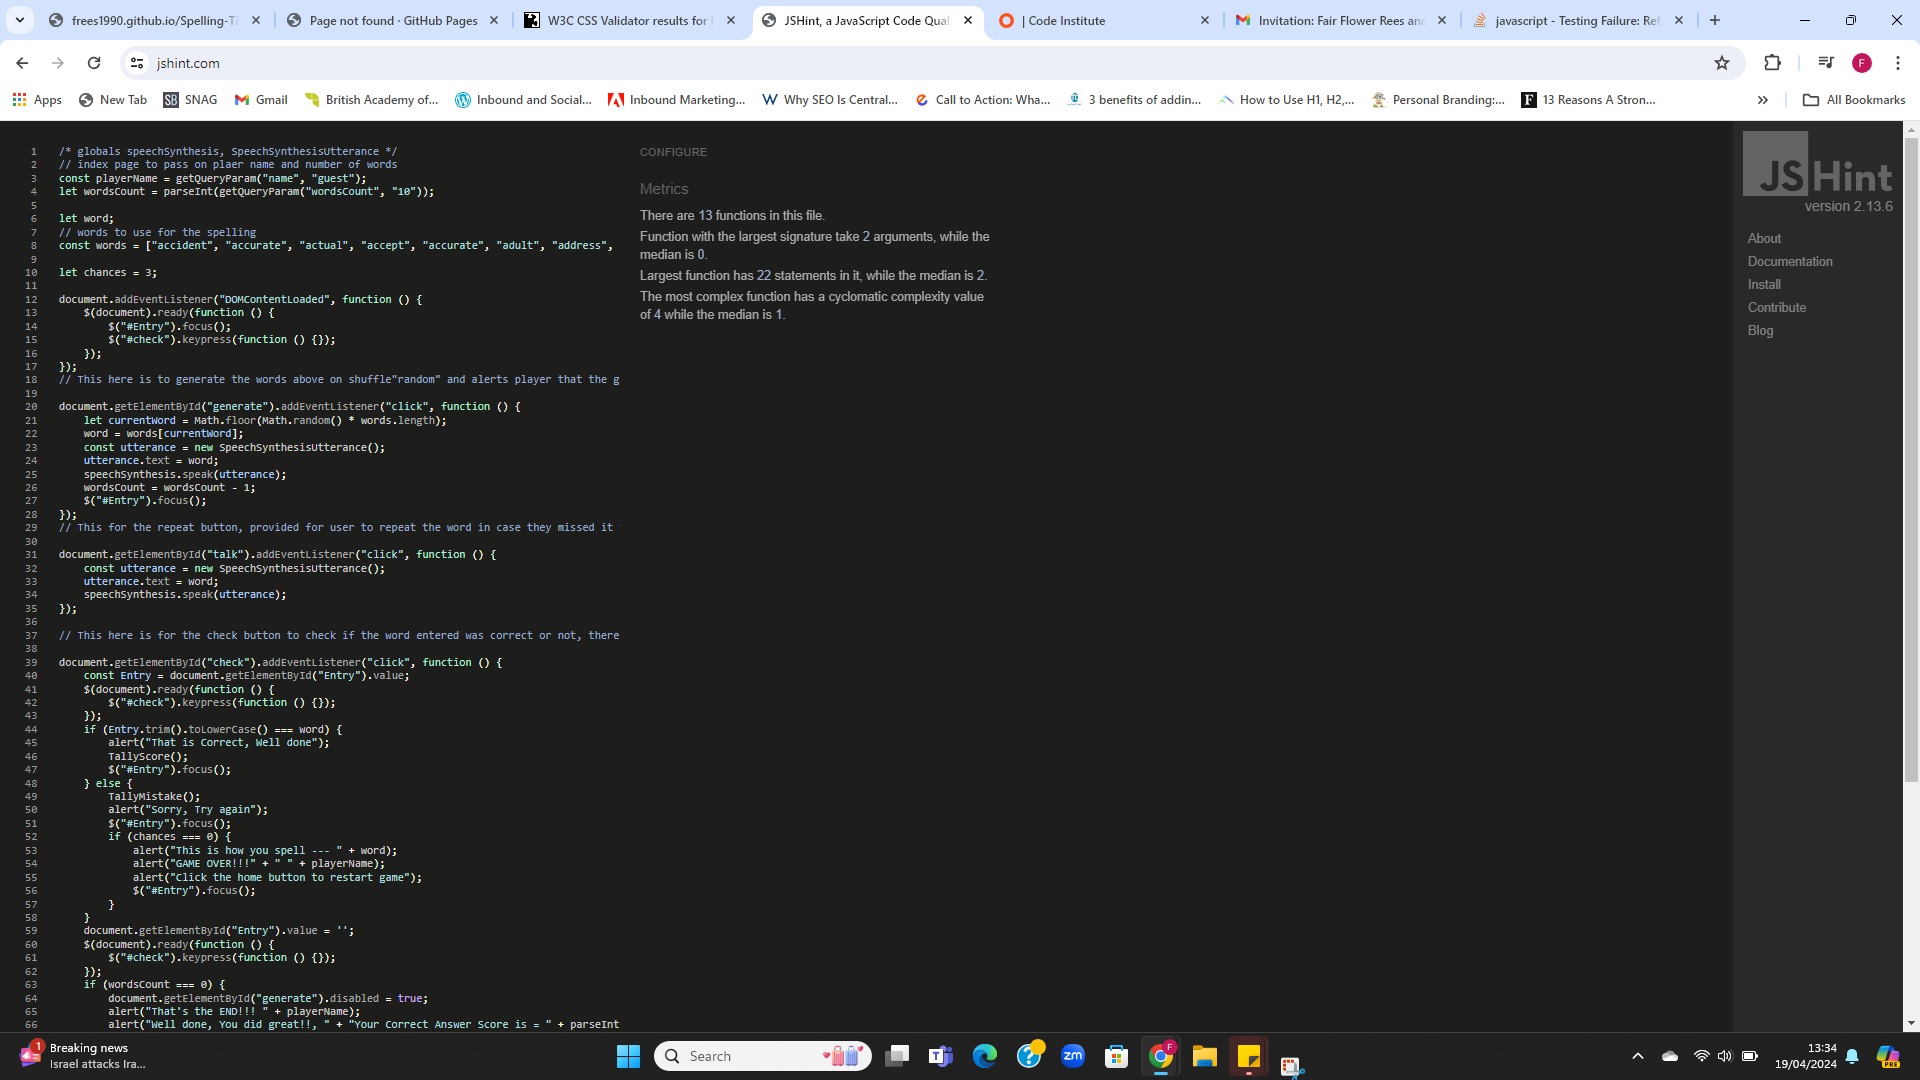 frees1990.github.io/Spelling-Ti
Page not found · GitHub Pages
W3C CSS Validator results for
JSHint, a JavaScript Code Qual
| Code Institute
Invitation: Fair Flower Rees and
javascript - Testing Failure: Ref
jshint.com
F
Apps
New Tab
SNAG
Gmail
British Academy of...
Inbound and Social...
Inbound Marketing...
Why SEO Is Central...
Call to Action: Wha...
3 benefits of addin...
How to Use H1, H2,...
Personal Branding:...
13 Reasons A Stron...
All Bookmarks
1 /* globals speechSynthesis, SpeechSynthesisUtterance */
2 // index page to pass on plaer name and number of words
3 const playerName = getQueryParam("name", "guest");
4 let wordsCount = parseInt(getQueryParam("wordsCount", "10"));
5
6 let word;
7 // words to use for the spelling
8 const words = ["accident", "accurate", "actual", "accept", "accurate", "adult", "address",
9
10 let chances = 3;
11
12 document.addEventListener("DOMContentLoaded", function () {
13 $(document).ready(function () {
14 $("#Entry").focus();
15 $("#check").keypress(function () {});
16 });
17 });
18 // This here is to generate the words above on shuffle"random" and alerts player that the g
19
20 document.getElementById("generate").addEventListener("click", function () {
21 let currentWord = Math.floor(Math.random() * words.length);
22 word = words[currentWord];
23 const utterance = new SpeechSynthesisUtterance();
24 utterance.text = word;
25 speechSynthesis.speak(utterance);
26 wordsCount = wordsCount - 1;
27 $("#Entry").focus();
28 });
29 // This for the repeat button, provided for user to repeat the word in case they missed it
30
31 document.getElementById("talk").addEventListener("click", function () {
32 const utterance = new SpeechSynthesisUtterance();
33 utterance.text = word;
34 speechSynthesis.speak(utterance);
35 });
36
37 // This here is for the check button to check if the word entered was correct or not, there
38
39 document.getElementById("check").addEventListener("click", function () {
40 const Entry = document.getElementById("Entry").value;
41 $(document).ready(function () {
42 $("#check").keypress(function () {});
43 });
44 if (Entry.trim().toLowerCase() === word) {
45 alert("That is Correct, Well done");
46 TallyScore();
47 $("#Entry").focus();
48 } else {
49 TallyMistake();
50 alert("Sorry, Try again");
51 $("#Entry").focus();
52 if (chances === 0) {
53 alert("This is how you spell --- " + word);
54 alert("GAME OVER!!!" + " " + playerName);
55 alert("Click the home button to restart game");
56 $("#Entry").focus();
57 }
58 }
59 document.getElementById("Entry").value = '';
60 $(document).ready(function () {
61 $("#check").keypress(function () {});
62 });
63 if (wordsCount === 0) {
64 document.getElementById("generate").disabled = true;
65 alert("That's the END!!! " + playerName);
66 alert("Well done, You did great!!, " + "Your Correct Answer Score is = " + parseInt
CONFIGURE
Metrics
There are 13 functions in this file.
Function with the largest signature take 2 arguments, while the
median is 0.
Largest function has 22 statements in it, while the median is 2.
The most complex function has a cyclomatic complexity value
of 4 while the median is 1.
JSHint
version 2.13.6
About
Documentation
Install
Contribute
Blog
1
Breaking news
Israel attacks Ira...
Search
zm
F
13:34
19/04/2024
PRE